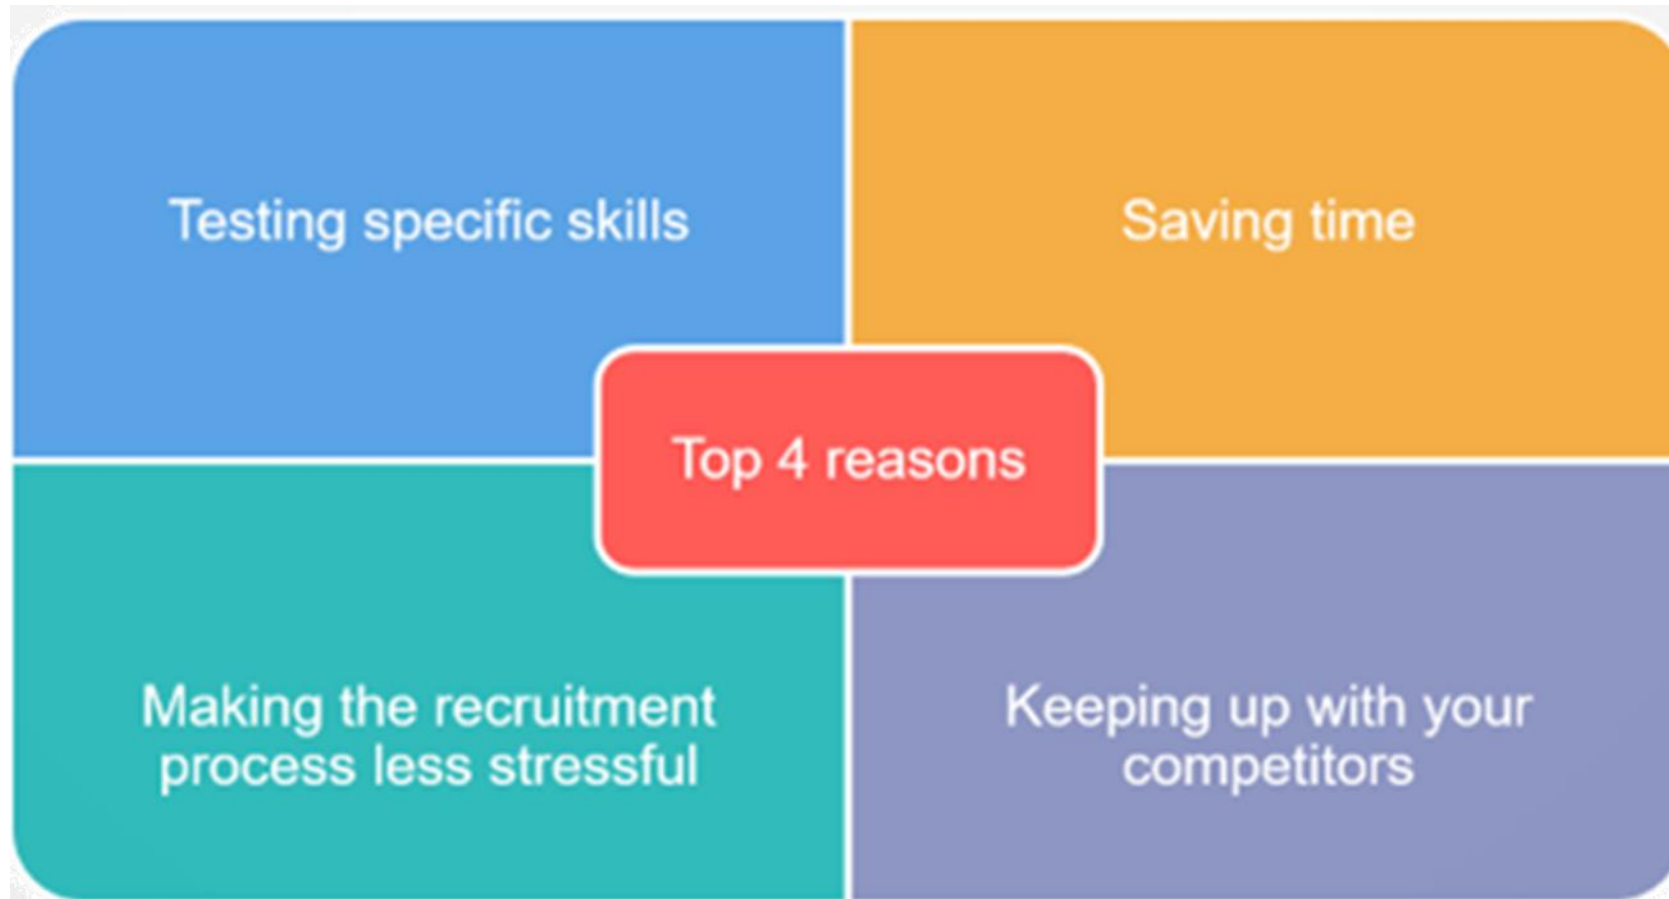 Testing specific skills
Saving time
Top 4 reasons
Making the recruitment
process less stressful
Keeping up with your
competitors